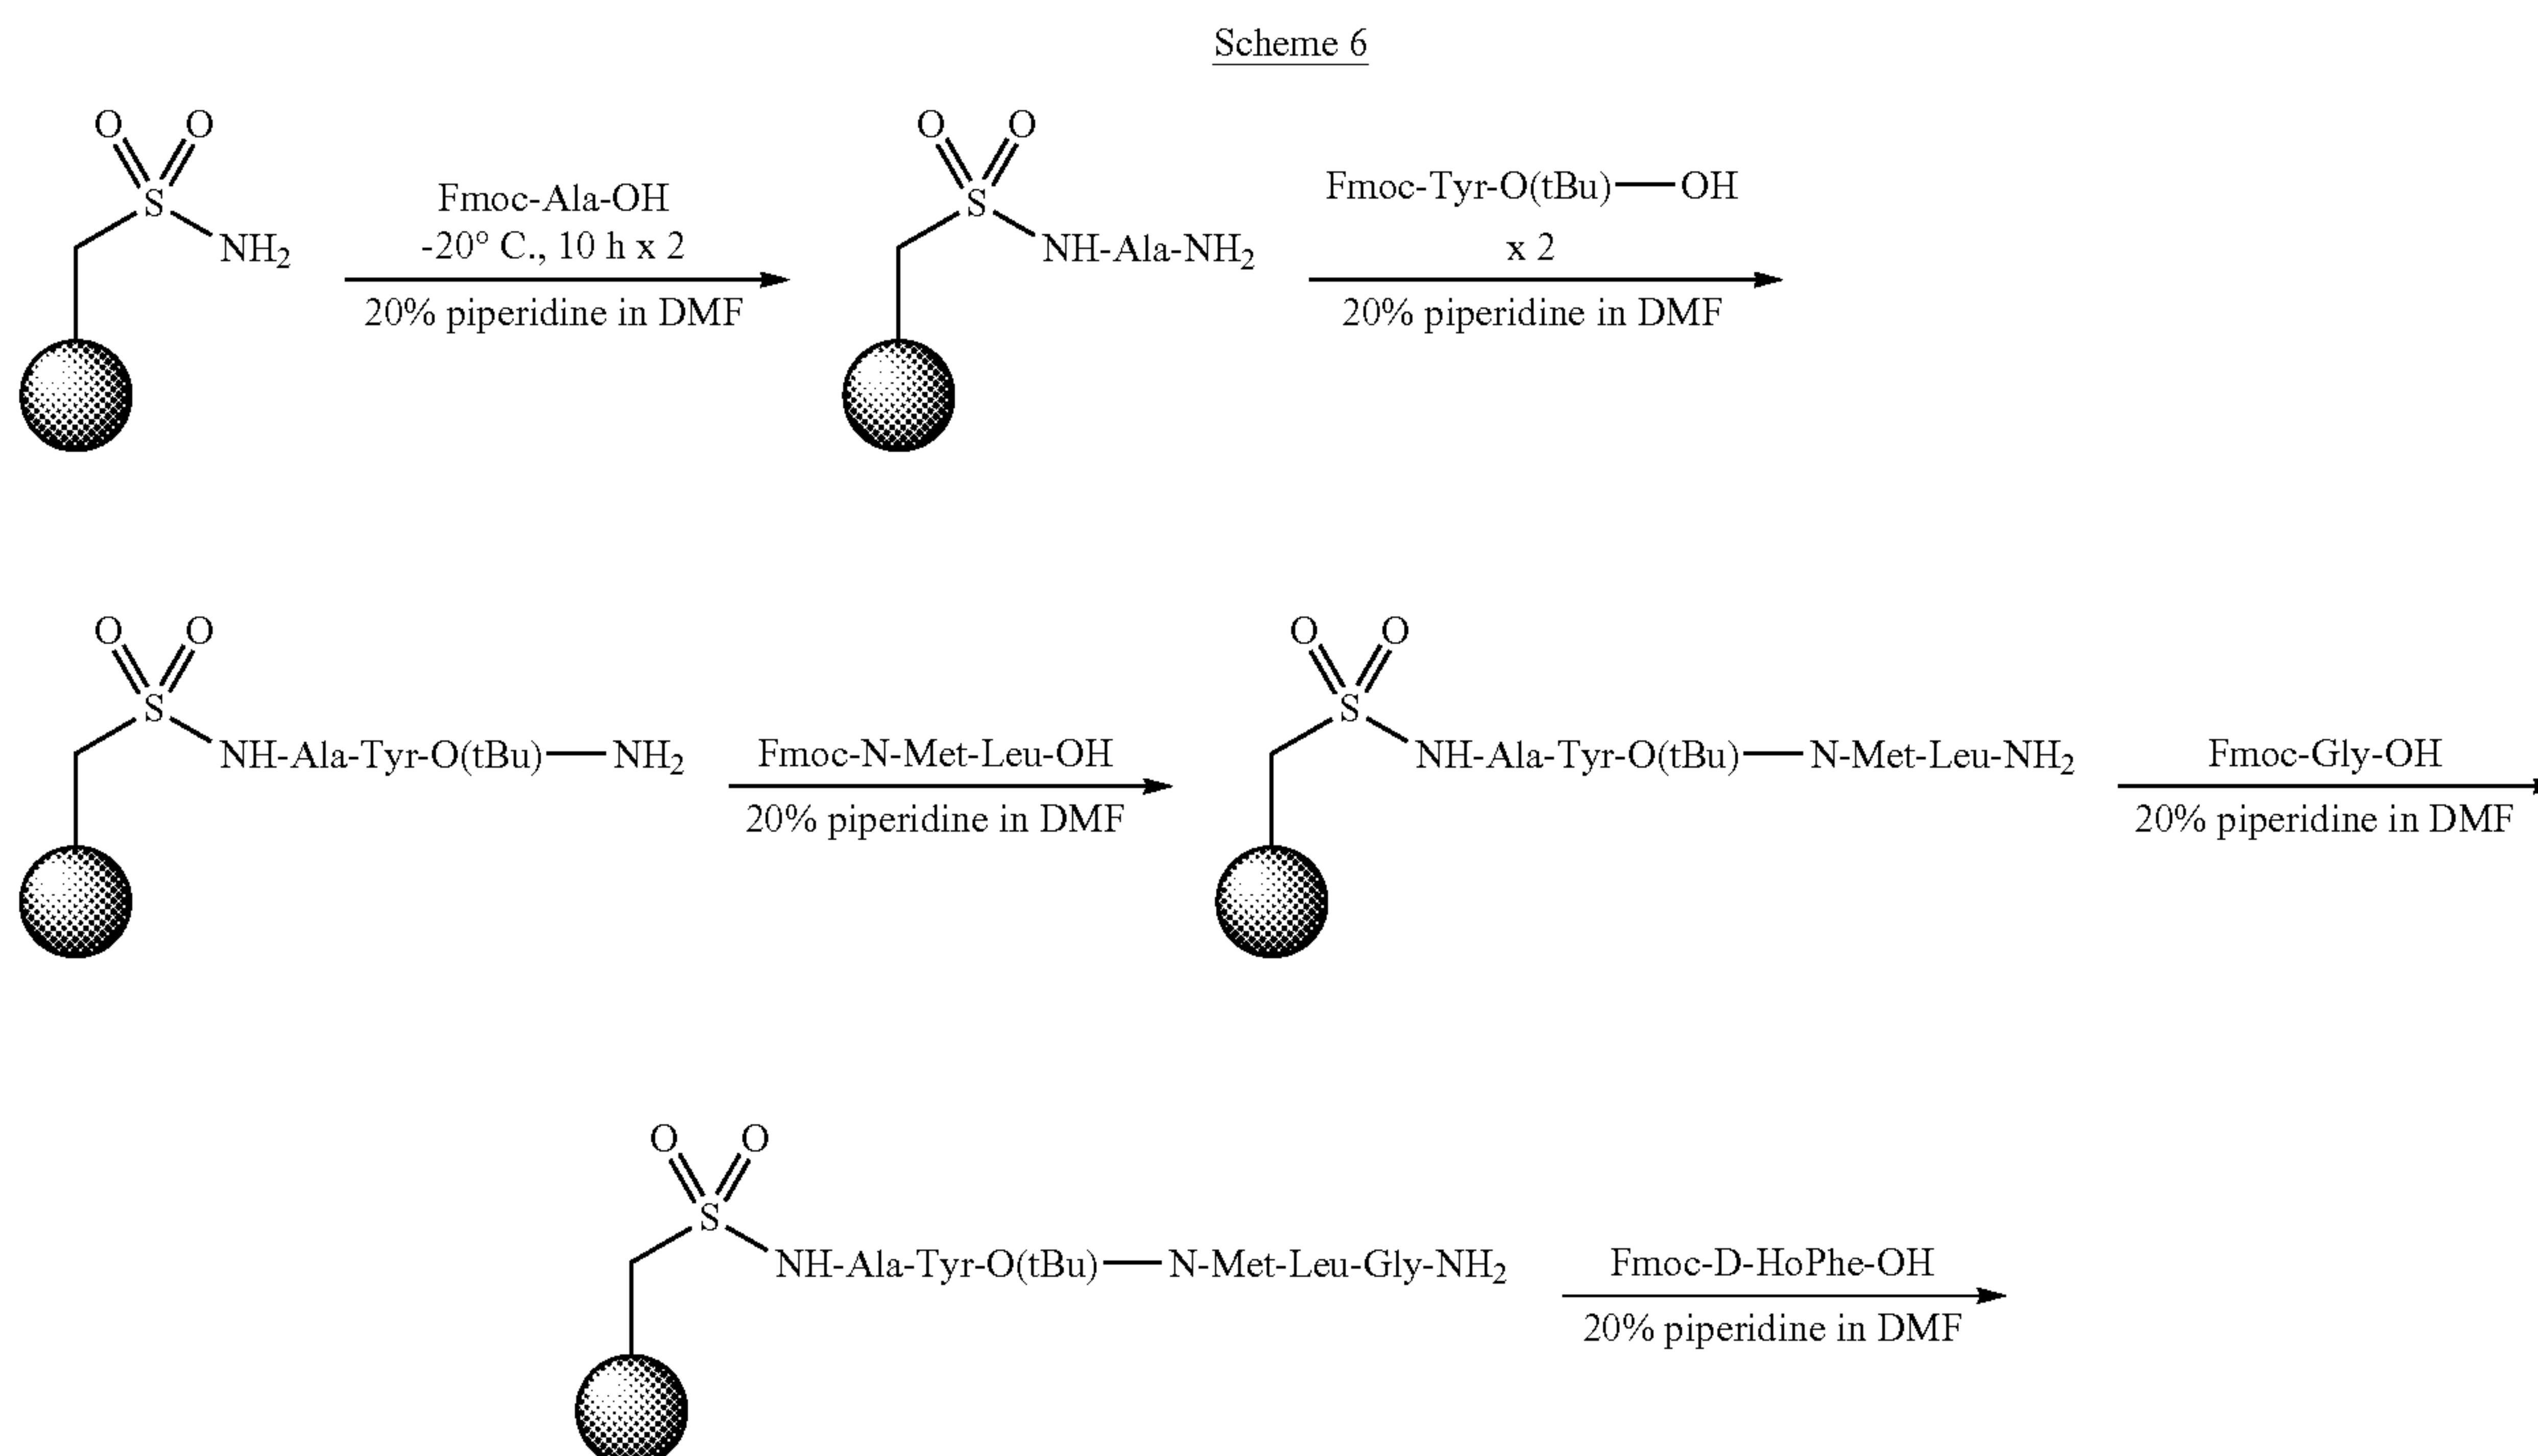 Scheme 6
O O
S
NH2
Fmoc-Ala-OH
-20° C., 10 h x 2
20% piperidine in DMF
O O
S
NH-Ala-NH2
Fmoc-Tyr-O(tBu)—OH
x 2
20% piperidine in DMF
O O
S
NH-Ala-Tyr-O(tBu)—NH2
Fmoc-N-Met-Leu-OH
20% piperidine in DMF
O O
S
NH-Ala-Tyr-O(tBu)—N-Met-Leu-NH2
Fmoc-Gly-OH
20% piperidine in DMF
O O
S
NH-Ala-Tyr-O(tBu)—N-Met-Leu-Gly-NH2
Fmoc-D-HoPhe-OH
20% piperidine in DMF